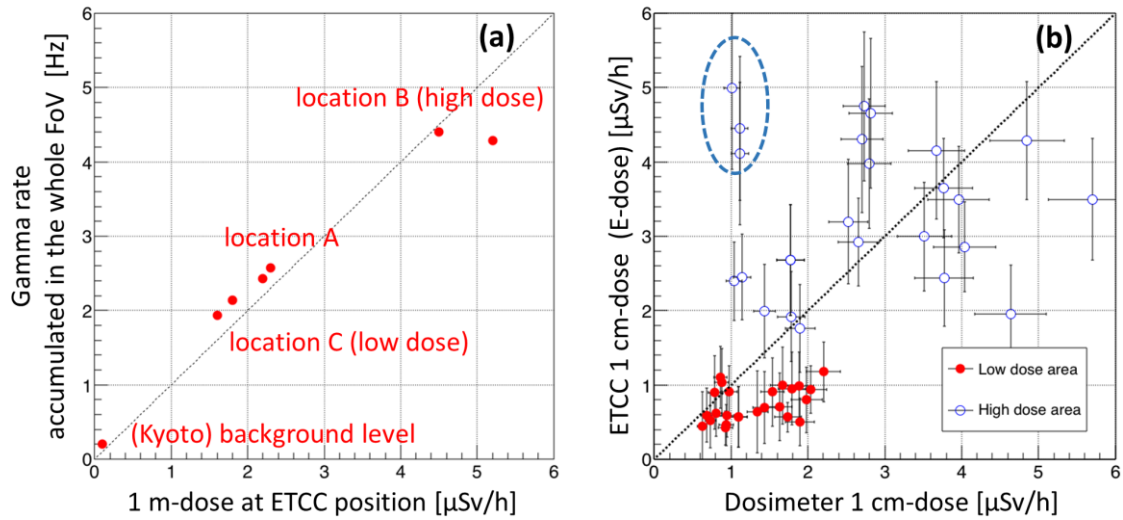 (a)
location B (high dose)
location A
location C (low dose)
(Kyoto) background level
Gamma rate
accumulated in the whole FoV [Hz]
6
5
4
3
2
1
0
0 1 2 3 4 5 6
1 m-dose at ETCC position [μSv/h]
(b)
ETCC 1 cm-dose (E-dose) [μSv/h]
6
5
4
3
2
1
0
Low dose area
High dose area
0 1 2 3 4 5 6
Dosimeter 1 cm-dose [μSv/h]